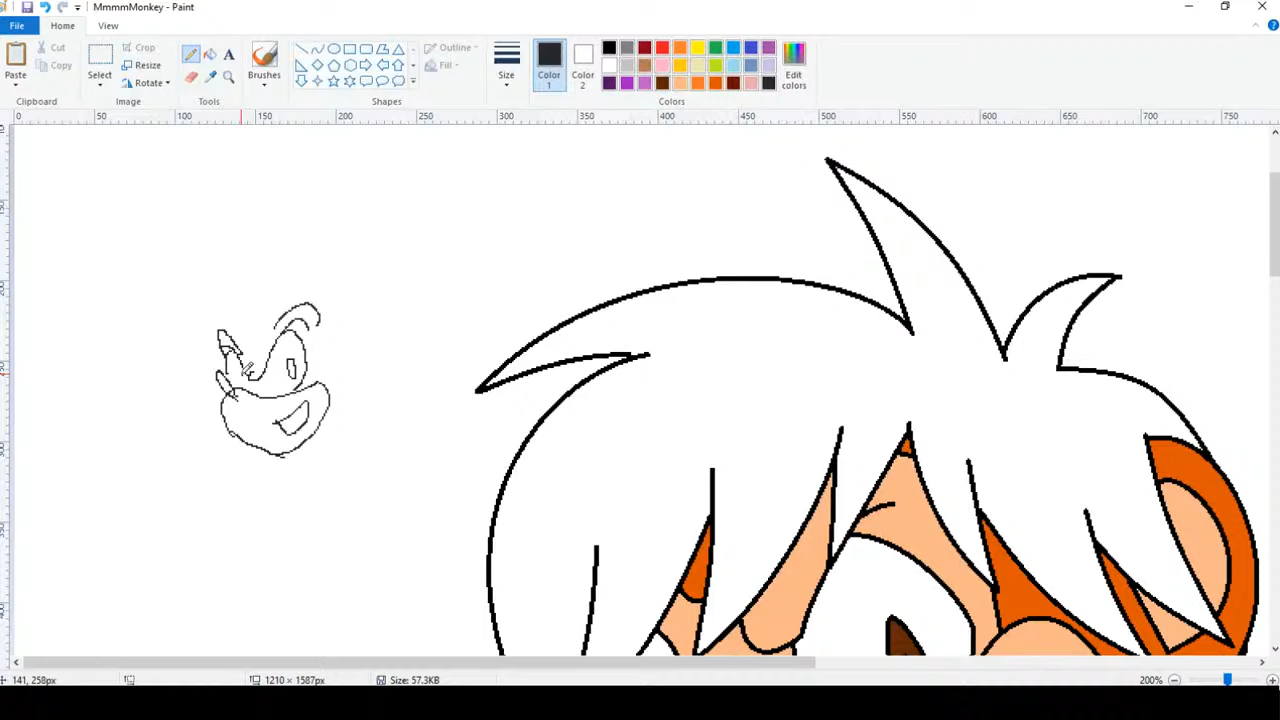 MmmmMonkey - Paint
File Home View
Paste
Cut
Copy
Select
Crop
Resize
Rotate
A
Brushes
Outline
Fill
Size
Color 1
Color 2
Edit colors
Clipboard Image Tools Shapes Colors
0 50 100 150 200 250 300 350 400 450 500 550 600 650 700 750
141, 258px 1210 × 1587px Size: 57.3KB 200%